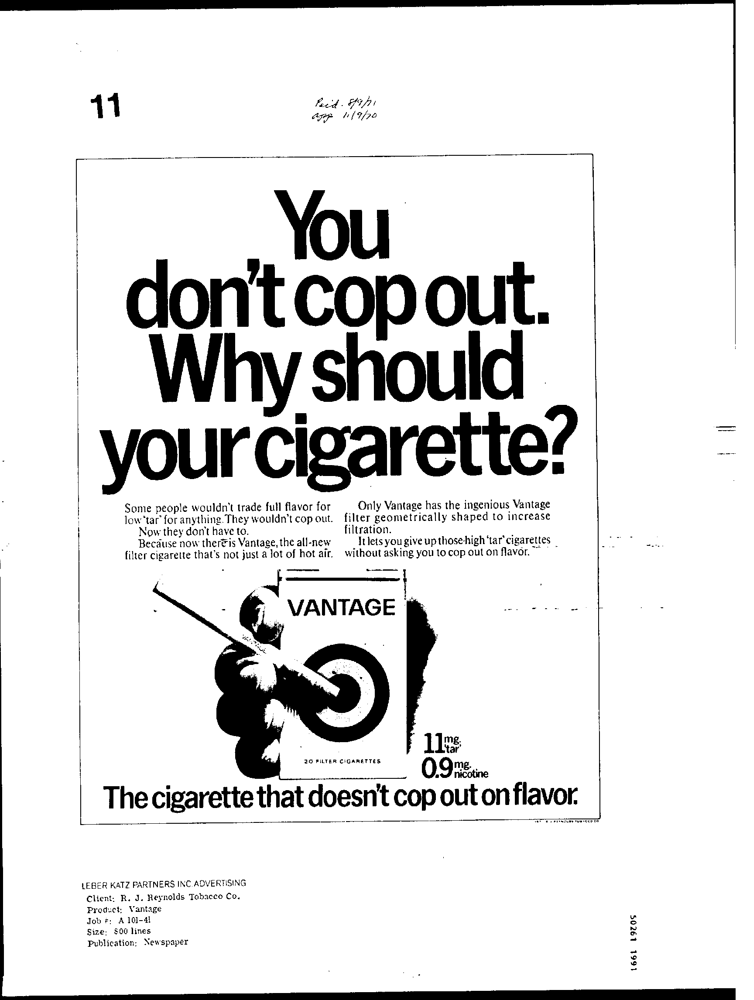 11
Paid. 8/9/71
app 11/9/70
You
don't cop out.
Why should
your cigarette?
Some people wouldn't trade full flavor for
low 'tar' for anything. They wouldn't cop out.
Now they don't have to.
Because now there is Vantage, the all-new
filter cigarette that's not just a lot of hot air.
Only Vantage has the ingenious Vantage
filter geometrically shaped to increase
filtration.
It lets you give up those high 'tar' cigarettes
without asking you to cop out on flavor.
VANTAGE
20 FILTER CIGARETTES
11 mg. 'tar'
0.9 mg. nicotine
The cigarette that doesn't cop out on flavor.
LEBER KATZ PARTNERS INC. ADVERTISING
Client: R. J. Reynolds Tobacco Co.
Product: Vantage
Job #: A 101-41
Size: 800 lines
Publication: Newspaper
50261 1991